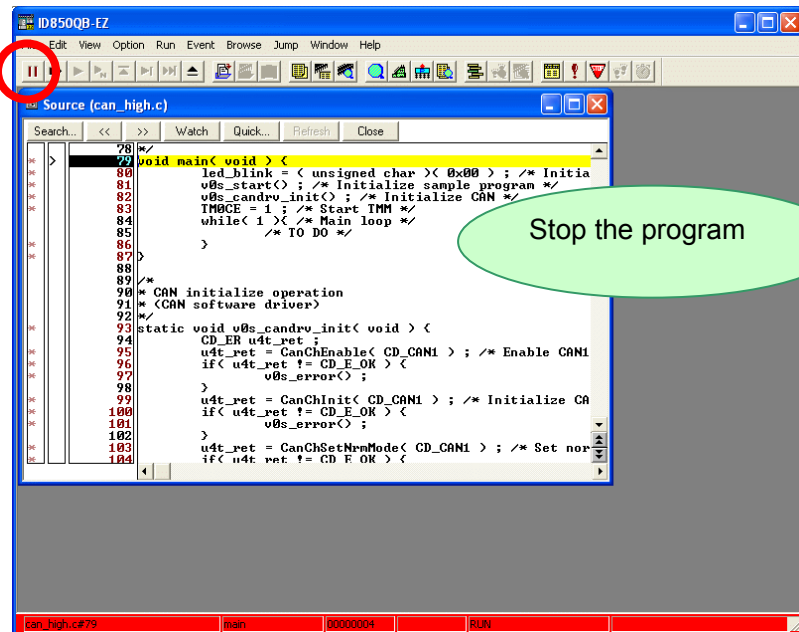 ID850QB-EZ
Edit View Option Run Event Browse Jump Window Help
Source (can_high.c)
Search... << >> Watch Quick... Refresh Close
78 */
* > 79 void main( void ) {
* 80 led_blink = ( unsigned char )( 0x00 ) ; /* Initia
* 81 v0s_start() ; /* Initialize sample program */
* 82 v0s_candrv_init() ; /* Initialize CAN */
* 83 TM0CE = 1 ; /* Start TMM */
84 while( 1 ){ /* Main loop */
85 /* TO DO */
* 86 }
* 87 }
88
89 /*
90 * CAN initialize operation
91 * (CAN software driver)
92 */
* 93 static void v0s_candrv_init( void ) {
94 CD_ER u4t_ret ;
* 95 u4t_ret = CanChEnable( CD_CAN1 ) ; /* Enable CAN1
* 96 if( u4t_ret != CD_E_OK ) {
* 97 v0s_error() ;
98 }
* 99 u4t_ret = CanChInit( CD_CAN1 ) ; /* Initialize CA
* 100 if( u4t_ret != CD_E_OK ) {
* 101 v0s_error() ;
102 }
* 103 u4t_ret = CanChSetNrmMode( CD_CAN1 ) ; /* Set nor
* 104 if( u4t_ret != CD_E_OK ) {
Stop the program
can_high.c#79 main 00000004 RUN